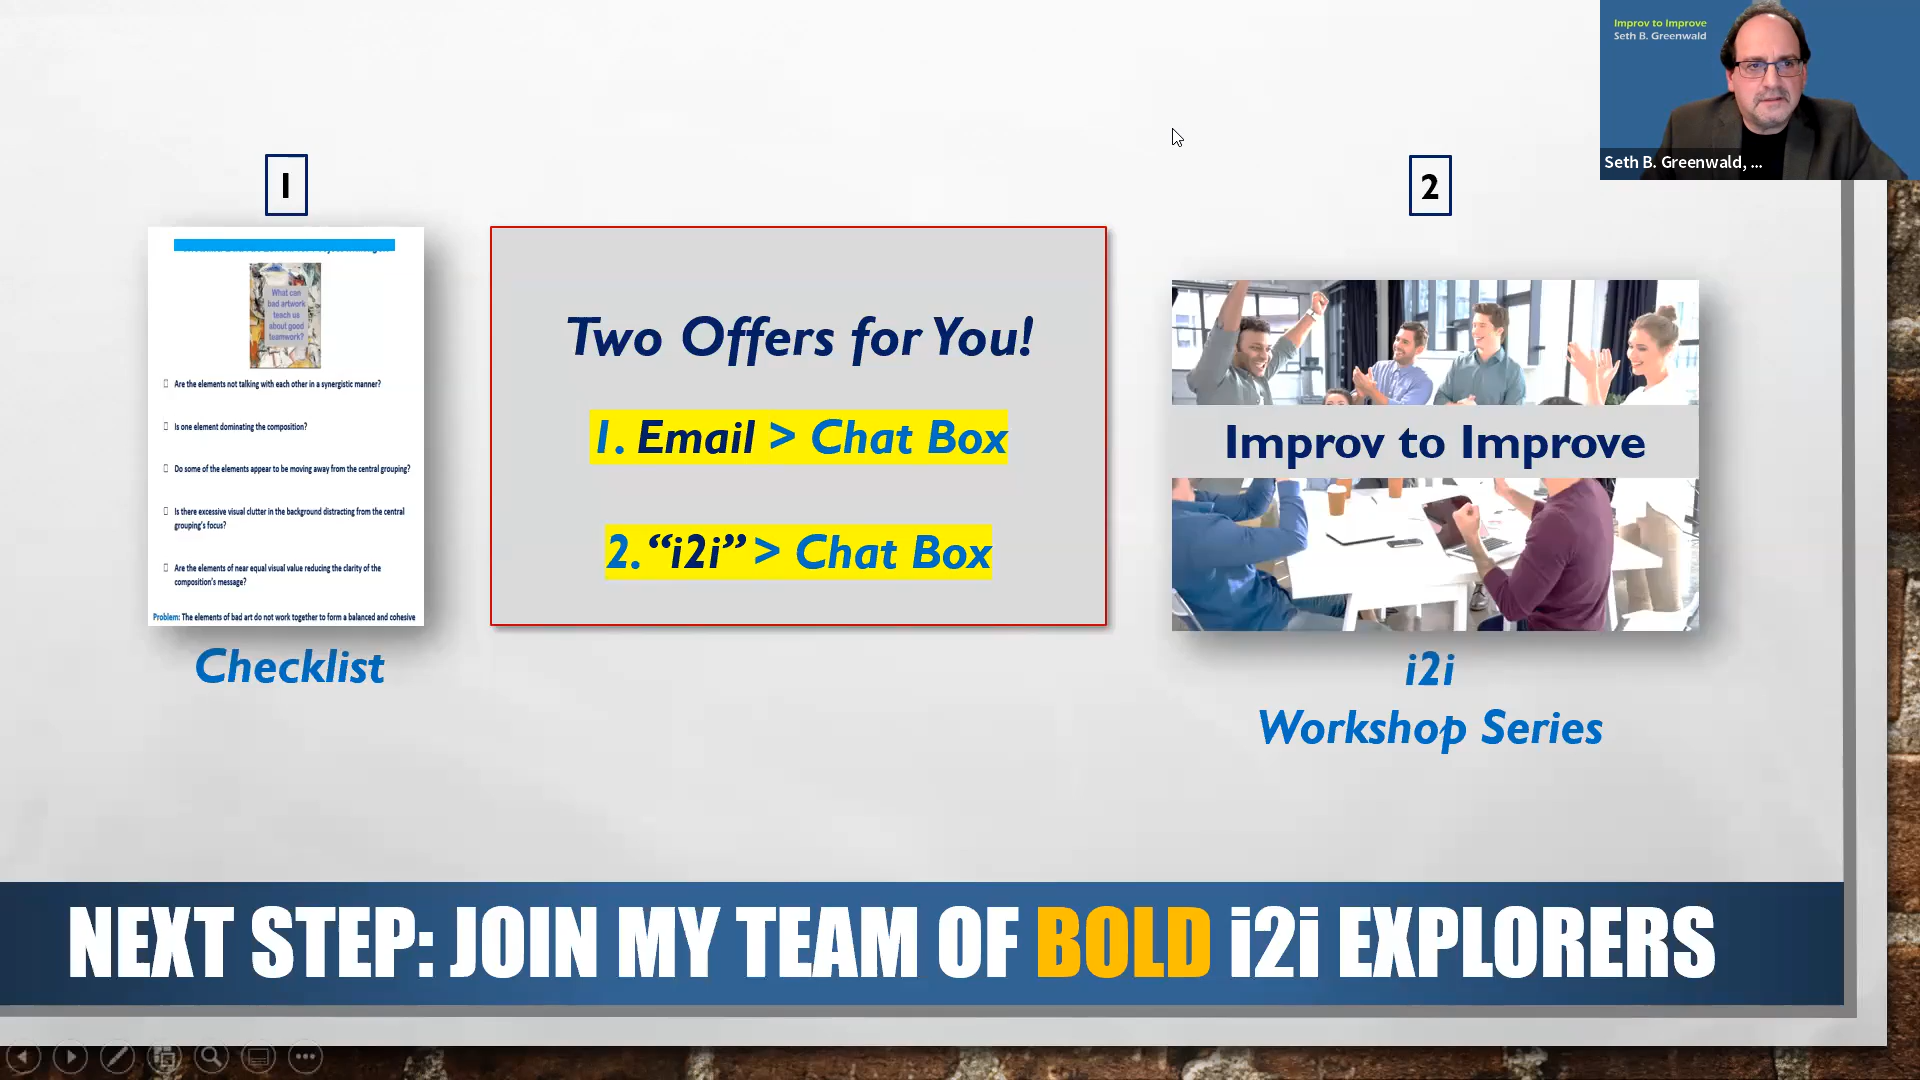 Improv to Improve
Seth B. Greenwald
Seth B. Greenwald, ...
1
2
What can
bad artwork
teach us
about good
teamwork?
Are the elements not talking with each other in a synergistic manner?
Is one element dominating the composition?
Do some of the elements appear to be moving away from the central grouping?
Is there excessive visual clutter in the background distracting from the central
grouping's focus?
Are the elements of near equal visual value reducing the clarity of the
composition's message?
Problem: The elements of bad art do not work together to form a balanced and cohesive
Checklist
Two Offers for You!
1. Email > Chat Box
2. “i2i” > Chat Box
Improv to Improve
i2i
Workshop Series
NEXT STEP: JOIN MY TEAM OF BOLD i2i EXPLORERS